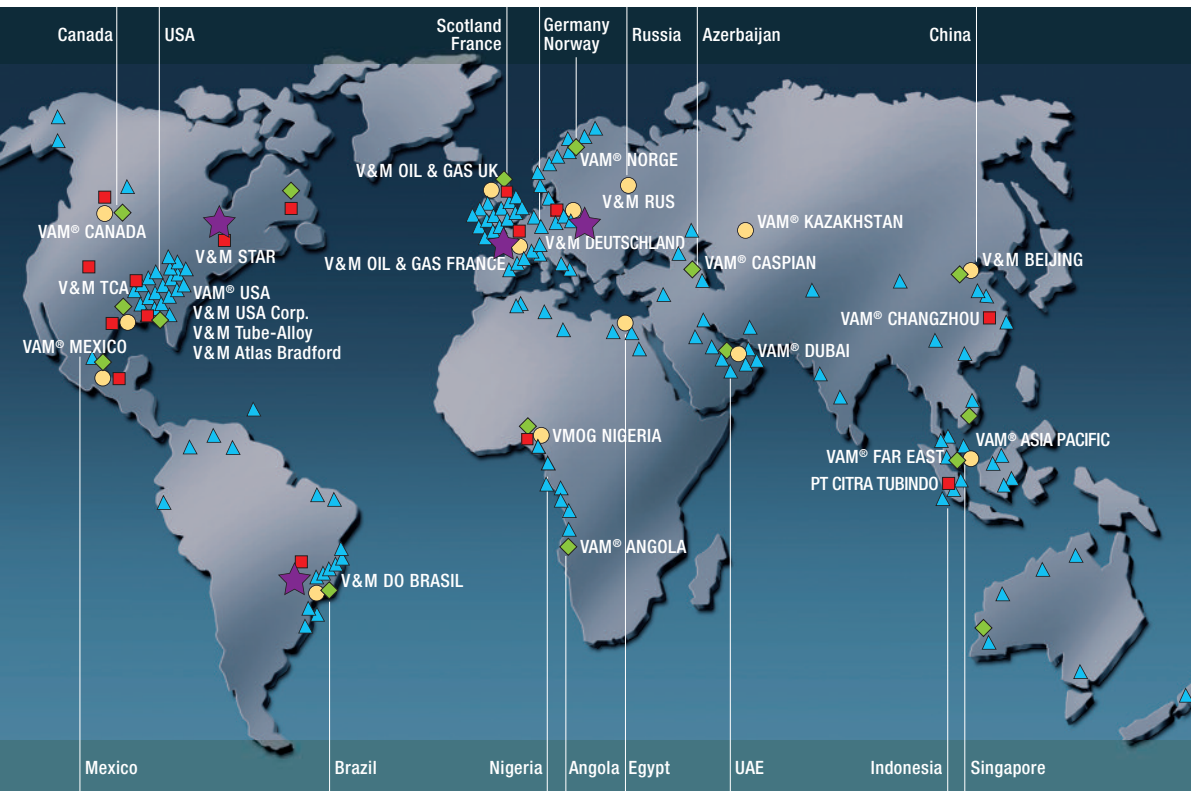 Canada
USA
Scotland
France
Germany
Norway
Russia
Azerbaijan
China
VAM® NORGE
V&M OIL & GAS UK
V&M RUS
VAM® CANADA
VAM® KAZAKHSTAN
V&M STAR
V&M DEUTSCHLAND
V&M OIL & GAS FRANCE
VAM® CASPIAN
V&M BEIJING
V&M TCA
VAM® USA
V&M USA Corp.
V&M Tube-Alloy
V&M Atlas Bradford
VAM® CHANGZHOU
VAM® MEXICO
VAM® DUBAI
VMOG NIGERIA
VAM® ASIA PACIFIC
VAM® FAR EAST
PT CITRA TUBINDO
VAM® ANGOLA
V&M DO BRASIL
Mexico
Brazil
Nigeria
Angola
Egypt
UAE
Indonesia
Singapore